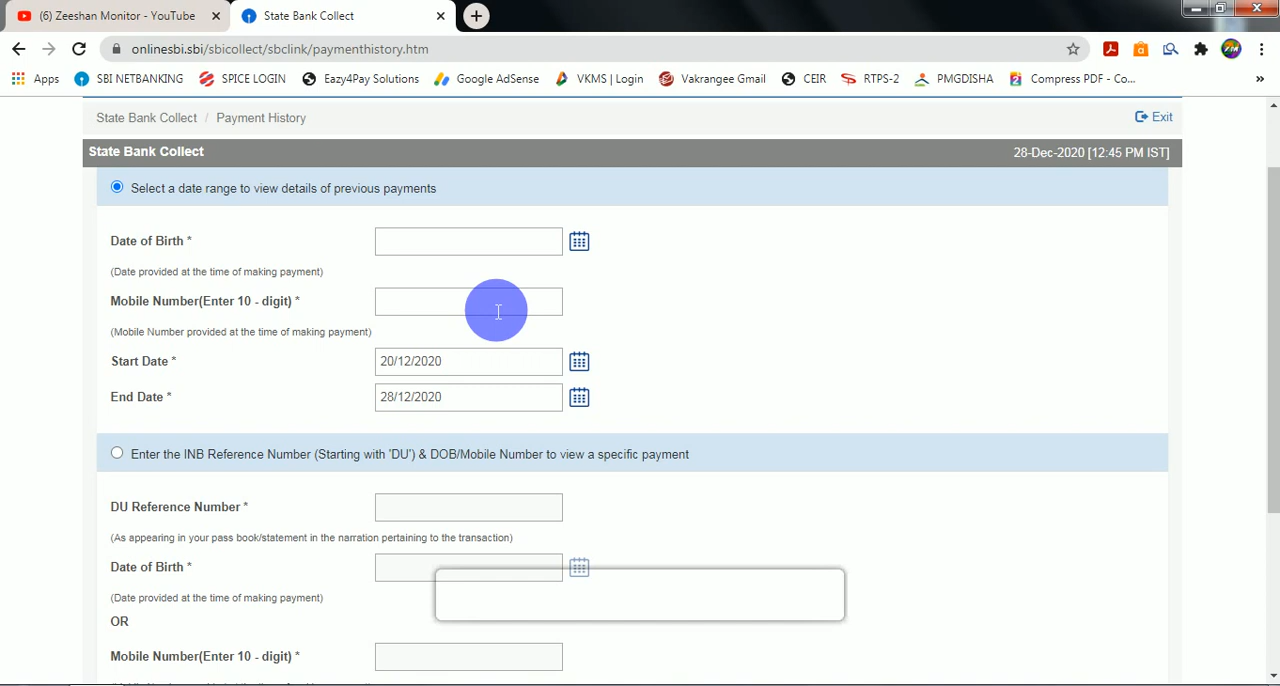 (6) Zeeshan Monitor - YouTube
State Bank Collect
onlinesbi.sbi/sbicollect/sbclink/paymenthistory.htm
Apps SBI NETBANKING SPICE LOGIN Eazy4Pay Solutions Google AdSense VKMS | Login Vakrangee Gmail CEIR RTPS-2 PMGDISHA Compress PDF - Co... »
State Bank Collect / Payment History Exit
State Bank Collect 28-Dec-2020 [12:45 PM IST]
Select a date range to view details of previous payments
Date of Birth *
(Date provided at the time of making payment)
Mobile Number(Enter 10 - digit) *
(Mobile Number provided at the time of making payment)
Start Date * 20/12/2020
End Date * 28/12/2020
Enter the INB Reference Number (Starting with 'DU') & DOB/Mobile Number to view a specific payment
DU Reference Number *
(As appearing in your pass book/statement in the narration pertaining to the transaction)
Date of Birth *
(Date provided at the time of making payment)
OR
Mobile Number(Enter 10 - digit) *